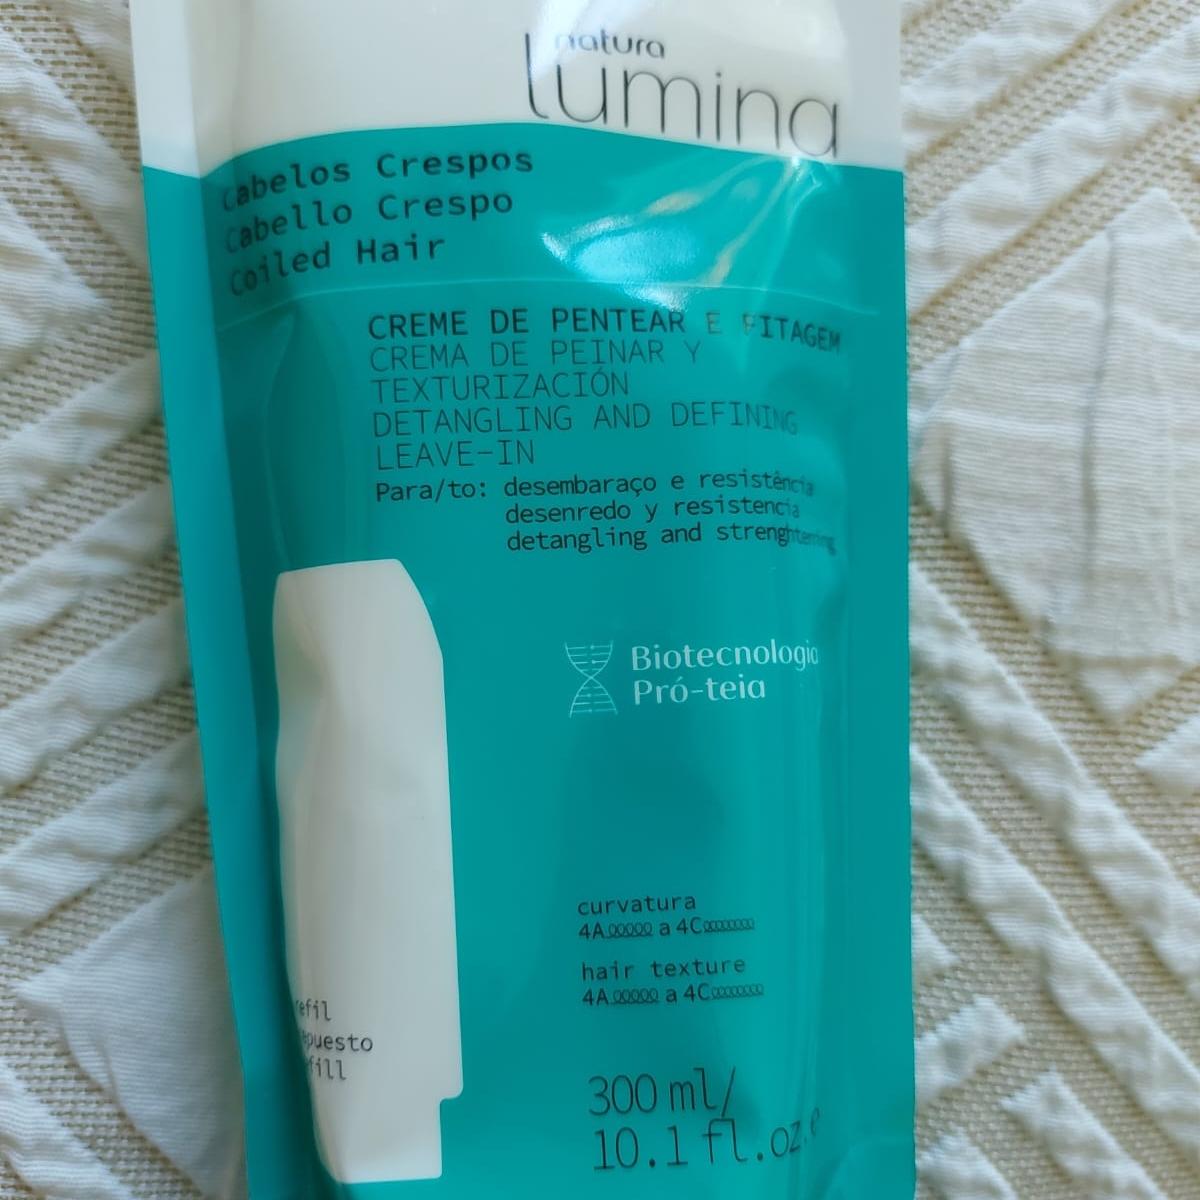 natura
lumina
Cabelos Crespos
Cabello Crespo
Coiled Hair
CREME DE PENTEAR E FITAGEM
CREMA DE PEINAR Y
TEXTURIZACIÓN
DETANGLING AND DEFINING
LEAVE-IN
Para/to: desembaraço e resistência
desenredo y resistencia
detangling and strenghtening
Biotecnologia
Pró-teia
curvatura
4A a 4C
hair texture
4A a 4C
refil
repuesto
refill
300 ml/
10.1 fl.oz.e